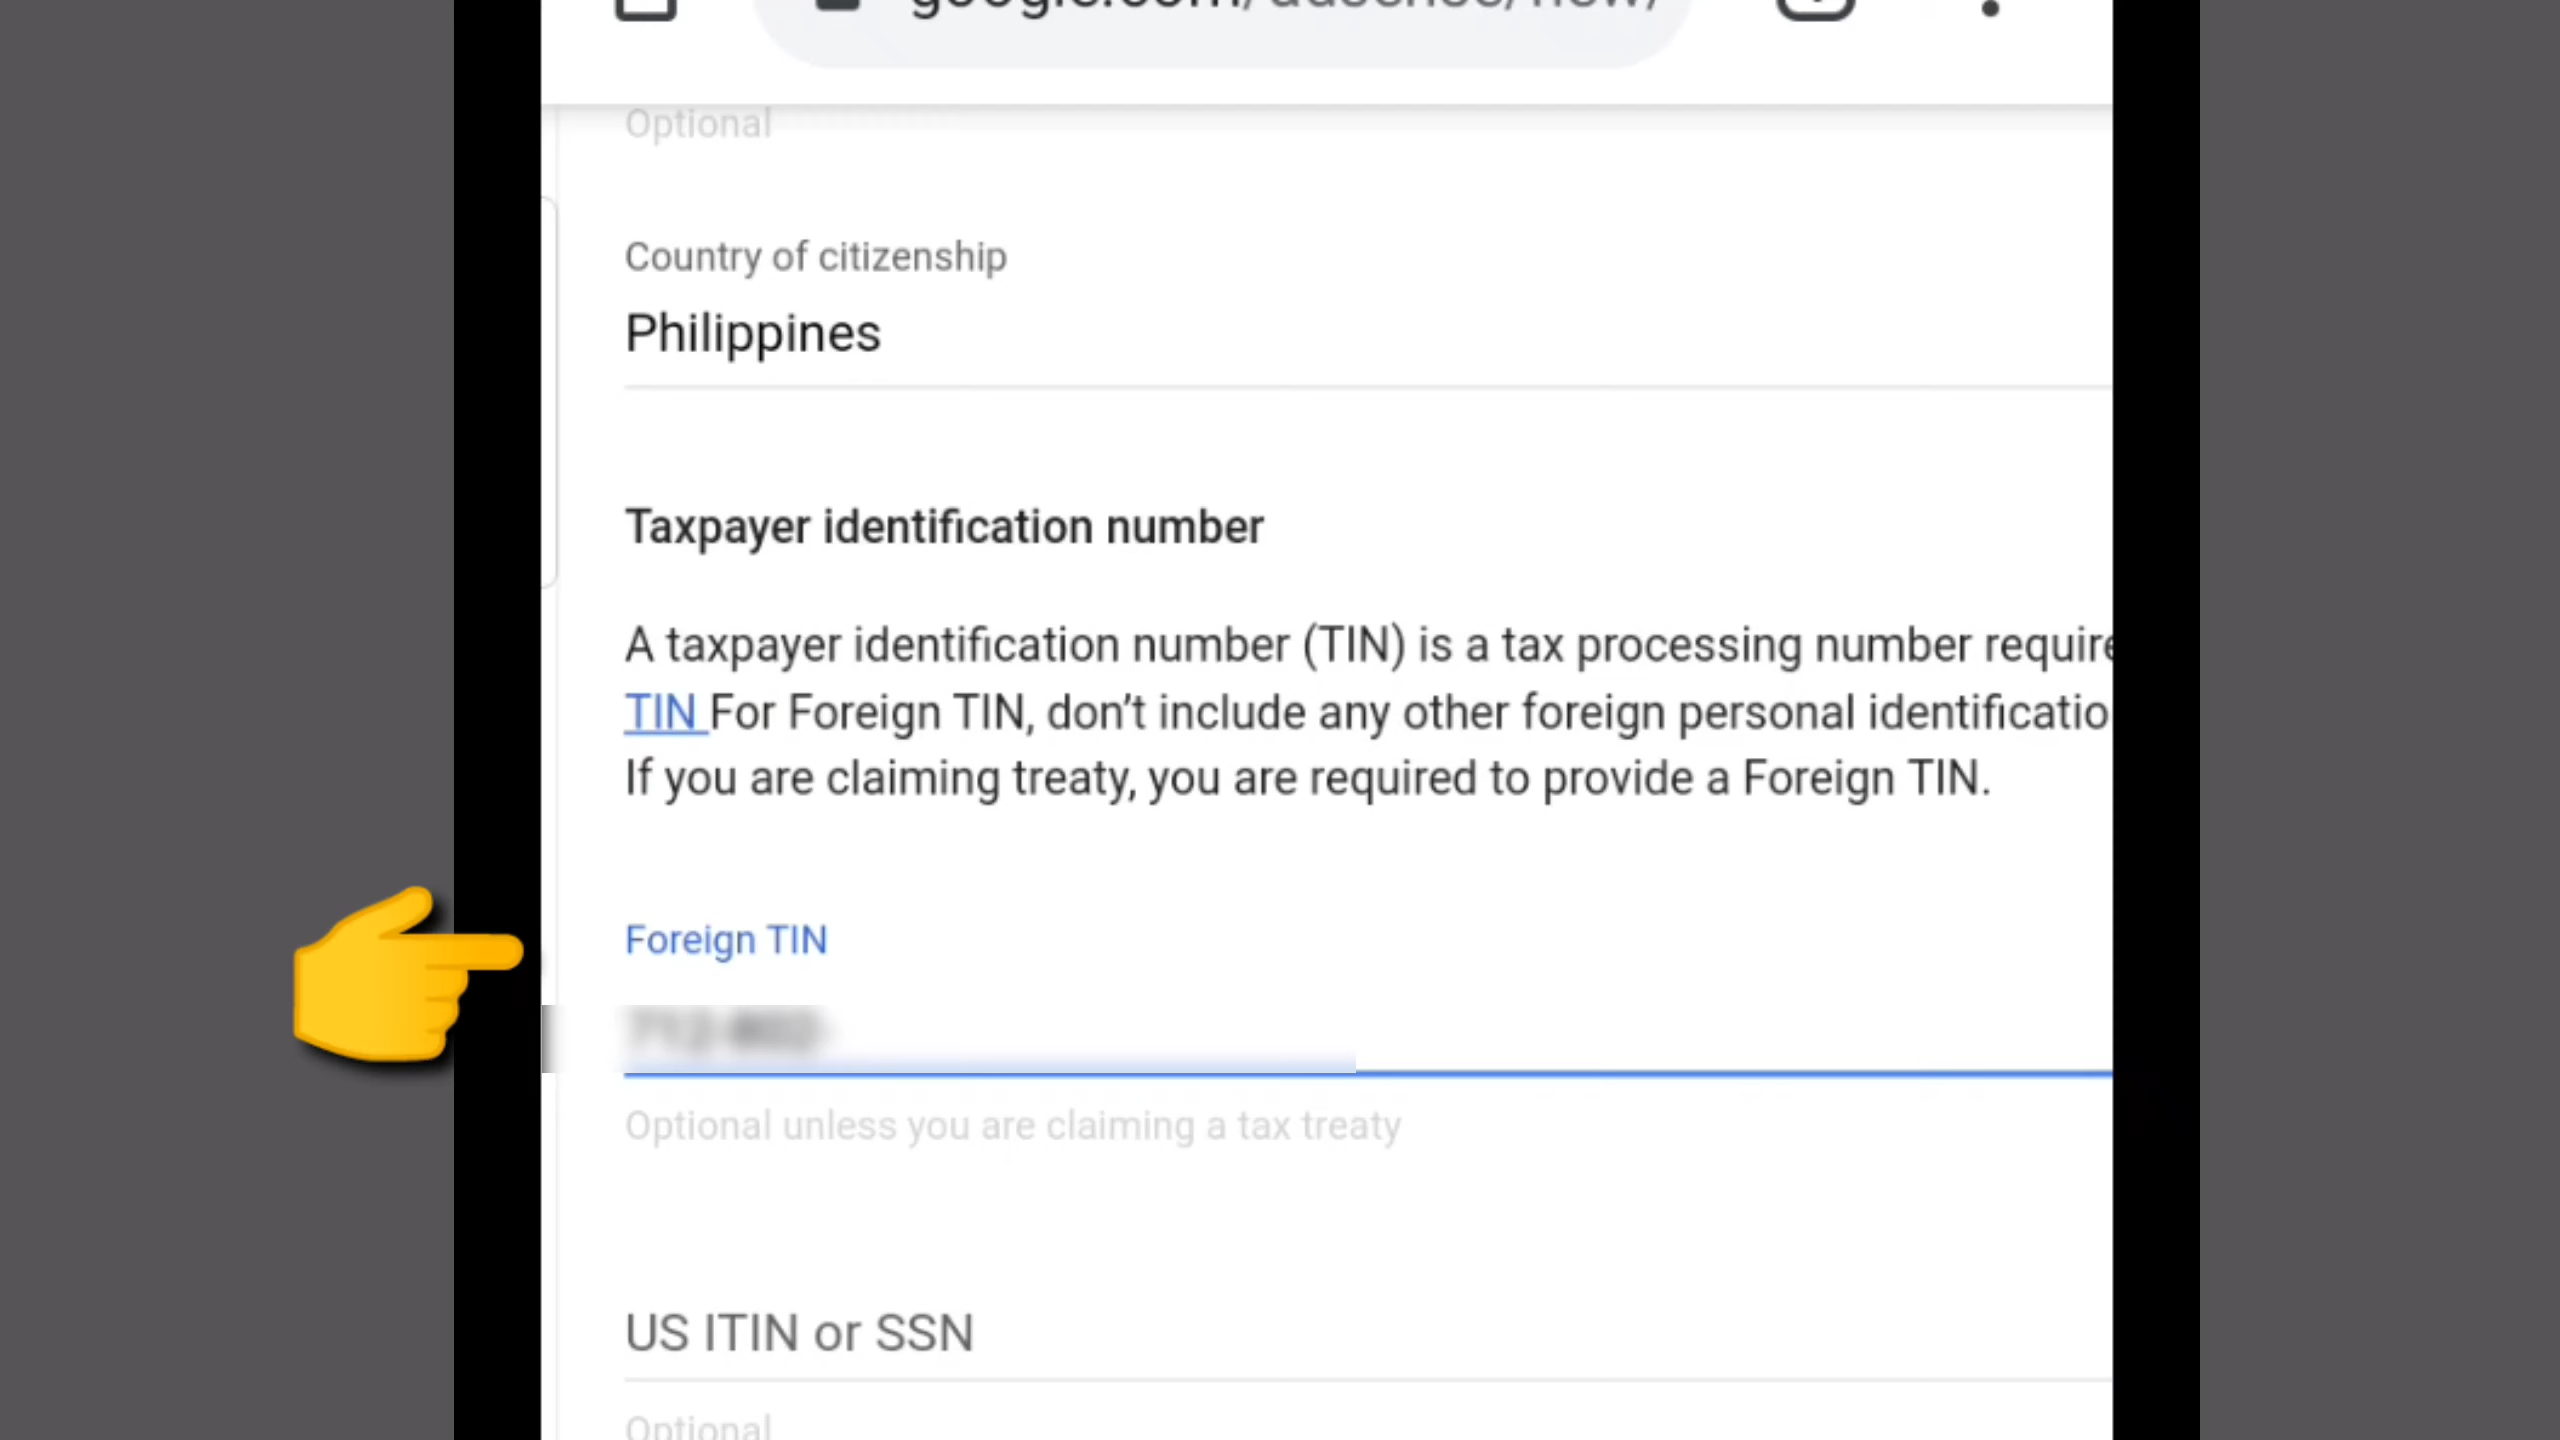 Optional
Country of citizenship
Philippines
Taxpayer identification number
A taxpayer identification number (TIN) is a tax processing number require
TIN For Foreign TIN, don’t include any other foreign personal identificatio
If you are claiming treaty, you are required to provide a Foreign TIN.
Foreign TIN
Optional unless you are claiming a tax treaty
US ITIN or SSN
Optional